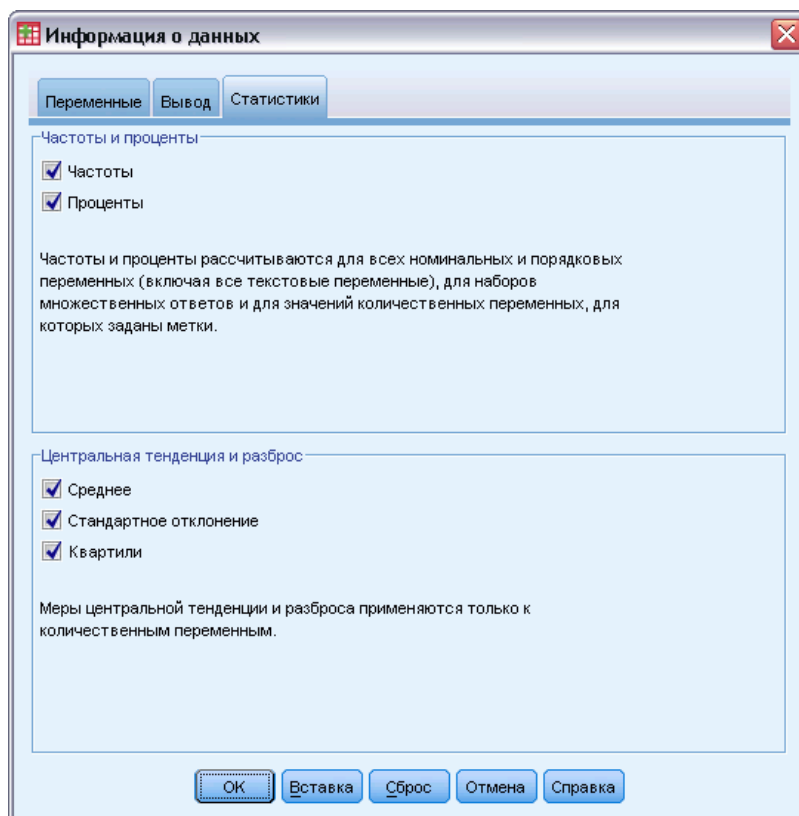 Информация о данных
Переменные Вывод Статистики
Частоты и проценты
Частоты
Проценты
Частоты и проценты рассчитываются для всех номинальных и порядковых
переменных (включая все текстовые переменные), для наборов
множественных ответов и для значений количественных переменных, для
которых заданы метки.
Центральная тенденция и разброс
Среднее
Стандартное отклонение
Квартили
Меры центральной тенденции и разброса применяются только к
количественным переменным.
OK Вставка Сброс Отмена Справка